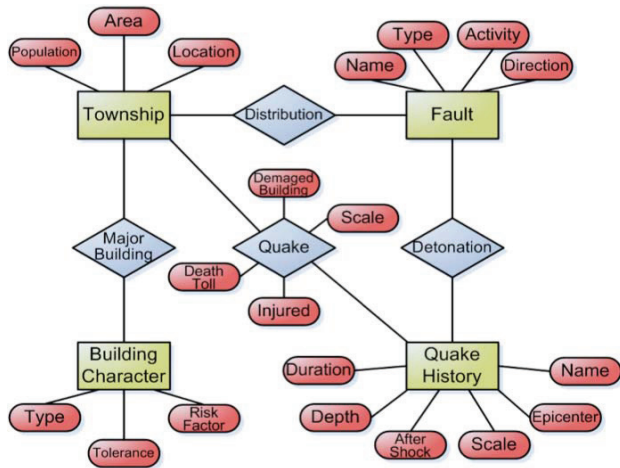 Area
Type
Activity
Population
Location
Name
Direction
Township
Distribution
Fault
Demaged
Building
Scale
Major
Building
Quake
Detonation
Death
Toll
Injured
Building
Character
Quake
History
Duration
Name
Type
Risk
Factor
Depth
Epicenter
Tolerance
After
Shock
Scale